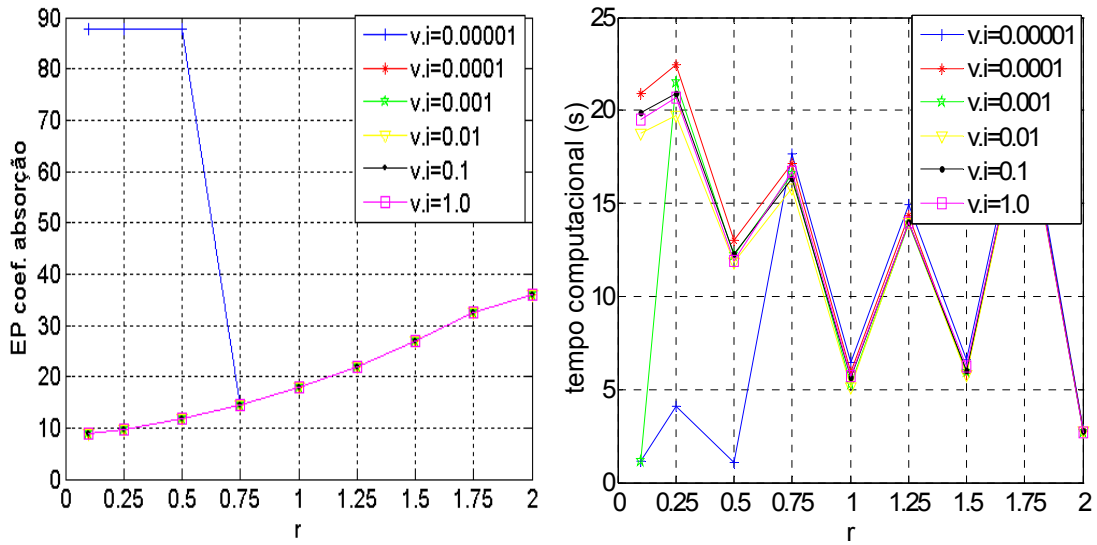 90
80
70
60
50
40
30
20
10
0
EP coef. absorção
0 0.25 0.5 0.75 1 1.25 1.5 1.75 2
r
v.i=0.00001
v.i=0.0001
v.i=0.001
v.i=0.01
v.i=0.1
v.i=1.0
25
20
15
10
5
0
tempo computacional (s)
0 0.25 0.5 0.75 1 1.25 1.5 1.75 2
r
v.i=0.00001
v.i=0.0001
v.i=0.001
v.i=0.01
v.i=0.1
v.i=1.0